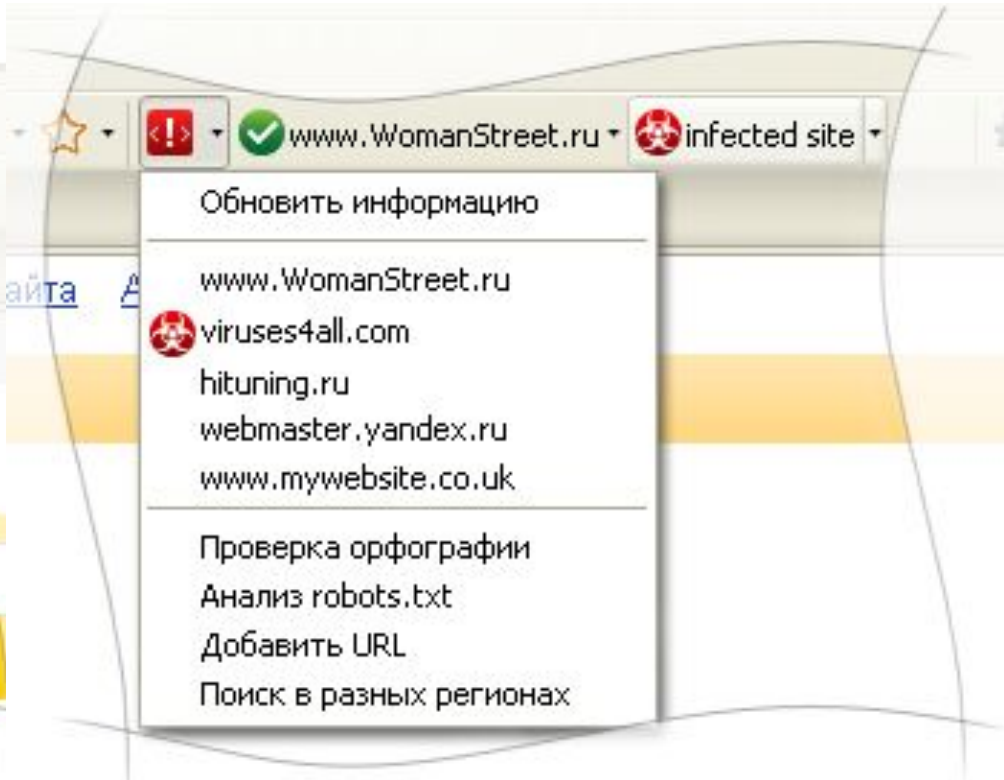 www.WomanStreet.ru infected site
Обновить информацию
айта А
www.WomanStreet.ru
viruses4all.com
hituning.ru
webmaster.yandex.ru
www.mywebsite.co.uk
Проверка орфографии
Анализ robots.txt
Добавить URL
Поиск в разных регионах